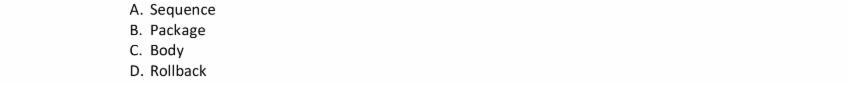 A. Sequence
B. Package
C. Body
D. Rollback